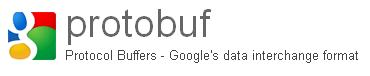 protobuf
Protocol Buffers - Google's data interchange format